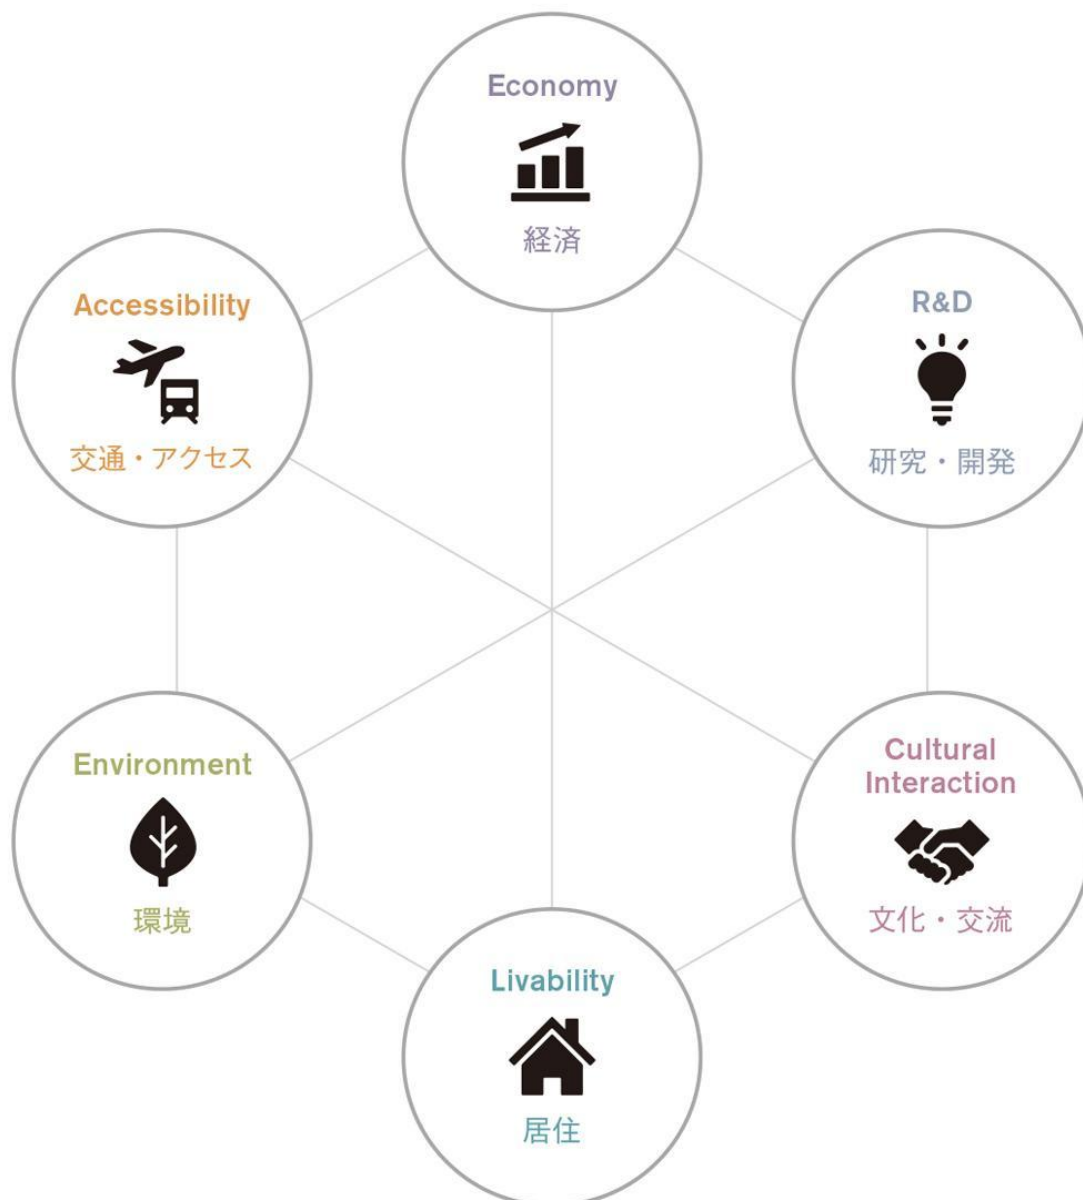 Economy
経済
R&D
研究・開発
Cultural
Interaction
文化・交流
Livability
居住
Environment
環境
Accessibility
交通・アクセス